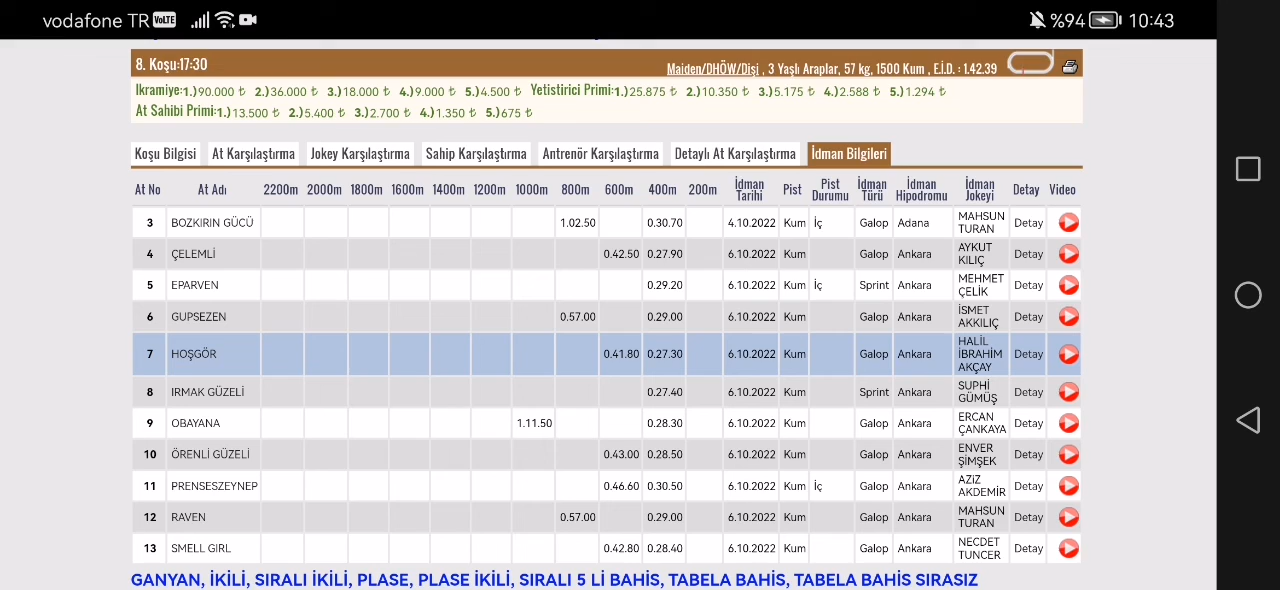 vodafone TR VoLTE %94 10:43
8. Koşu:17:30
Maiden/DHÖW/Dişi , 3 Yaşlı Araplar, 57 kg, 1500 Kum , E.İ.D. : 1.42.39
Ikramiye:1.)90.000 ₺ 2.)36.000 ₺ 3.)18.000 ₺ 4.)9.000 ₺ 5.)4.500 ₺ Yetistirici Primi:1.)25.875 ₺ 2.)10.350 ₺ 3.)5.175 ₺ 4.)2.588 ₺ 5.)1.294 ₺
At Sahibi Primi:1.)13.500 ₺ 2.)5.400 ₺ 3.)2.700 ₺ 4.)1.350 ₺ 5.)675 ₺
Koşu Bilgisi At Karşılaştırma Jokey Karşılaştırma Sahip Karşılaştırma Antrenör Karşılaştırma Detaylı At Karşılaştırma İdman Bilgileri
At No At Adı 2200m 2000m 1800m 1600m 1400m 1200m 1000m 800m 600m 400m 200m İdman Tarihi Pist Pist Durumu İdman Türü İdman Hipodromu İdman Jokeyi Detay Video
3 BOZKIRIN GÜCÜ 1.02.50 0.30.70 4.10.2022 Kum İç Galop Adana MAHSUN TURAN Detay
4 ÇELEMLİ 0.42.50 0.27.90 6.10.2022 Kum Galop Ankara AYKUT KILIÇ Detay
5 EPARVEN 0.29.20 6.10.2022 Kum İç Sprint Ankara MEHMET ÇELİK Detay
6 GUPSEZEN 0.57.00 0.29.00 6.10.2022 Kum Galop Ankara İSMET AKKILIÇ Detay
7 HOŞGÖR 0.41.80 0.27.30 6.10.2022 Kum Galop Ankara HALİL İBRAHİM AKÇAY Detay
8 IRMAK GÜZELİ 0.27.40 6.10.2022 Kum Sprint Ankara SUPHİ GÜMÜŞ Detay
9 OBAYANA 1.11.50 0.28.30 6.10.2022 Kum Galop Ankara ERCAN ÇANKAYA Detay
10 ÖRENLİ GÜZELİ 0.43.00 0.28.50 6.10.2022 Kum Galop Ankara ENVER ŞİMŞEK Detay
11 PRENSESZEYNEP 0.46.60 0.30.50 6.10.2022 Kum İç Galop Ankara AZİZ AKDEMİR Detay
12 RAVEN 0.57.00 0.29.00 6.10.2022 Kum Galop Ankara MAHSUN TURAN Detay
13 SMELL GIRL 0.42.80 0.28.40 6.10.2022 Kum Galop Ankara NECDET TUNCER Detay
GANYAN, İKİLİ, SIRALI İKİLİ, PLASE, PLASE İKİLİ, SIRALI 5 Lİ BAHİS, TABELA BAHİS, TABELA BAHİS SIRASIZ